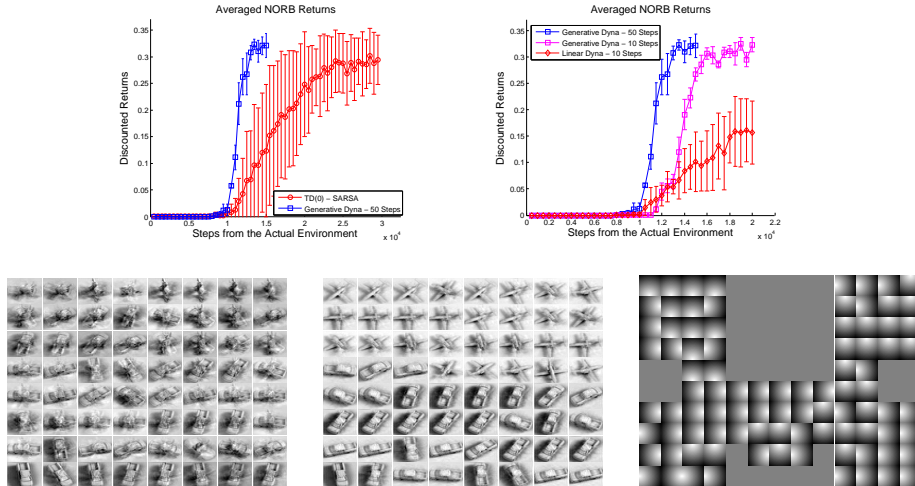 Averaged NORB Returns
Discounted Returns
0.35
0.3
0.25
0.2
0.15
0.1
0.05
0
0 0.5 1 1.5 2 2.5 3 3.5
x 10^4
Steps from the Actual Environment
TD(0) – SARSA
Generative Dyna – 50 Steps
Averaged NORB Returns
Discounted Returns
0.35
0.3
0.25
0.2
0.15
0.1
0.05
0
0 0.2 0.4 0.6 0.8 1 1.2 1.4 1.6 1.8 2 2.2
x 10^4
Steps from the Actual Environment
Generative Dyna – 50 Steps
Generative Dyna – 10 Steps
Linear Dyna – 10 Steps